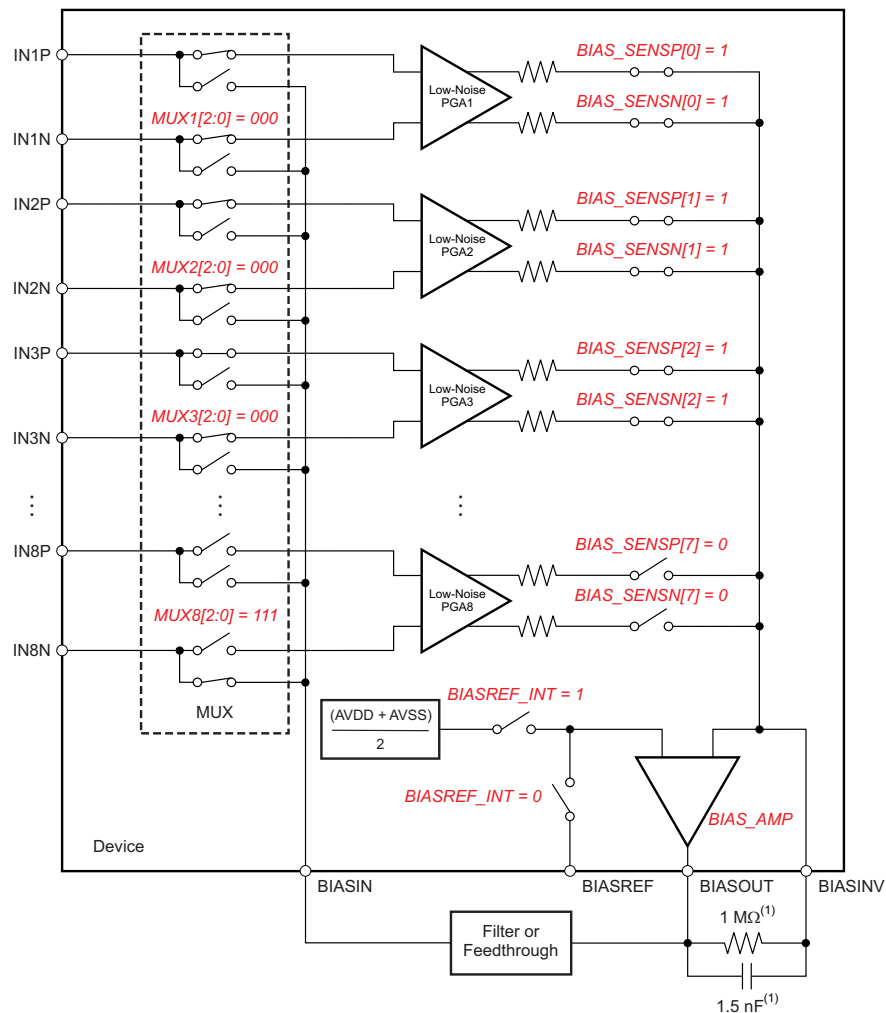 IN1P
IN1N
IN2P
IN2N
IN3P
IN3N
IN8P
IN8N
MUX1[2:0] = 000
MUX2[2:0] = 000
MUX3[2:0] = 000
MUX8[2:0] = 111
MUX
Low-Noise
PGA1
Low-Noise
PGA2
Low-Noise
PGA3
Low-Noise
PGA8
BIAS_SENSP[0] = 1
BIAS_SENSN[0] = 1
BIAS_SENSP[1] = 1
BIAS_SENSN[1] = 1
BIAS_SENSP[2] = 1
BIAS_SENSN[2] = 1
BIAS_SENSP[7] = 0
BIAS_SENSN[7] = 0
BIASREF_INT = 1
(AVDD + AVSS)
2
BIASREF_INT = 0
BIAS_AMP
Device
BIASIN
BIASREF
BIASOUT
BIASINV
Filter or
Feedthrough
1 MΩ(1)
1.5 nF(1)